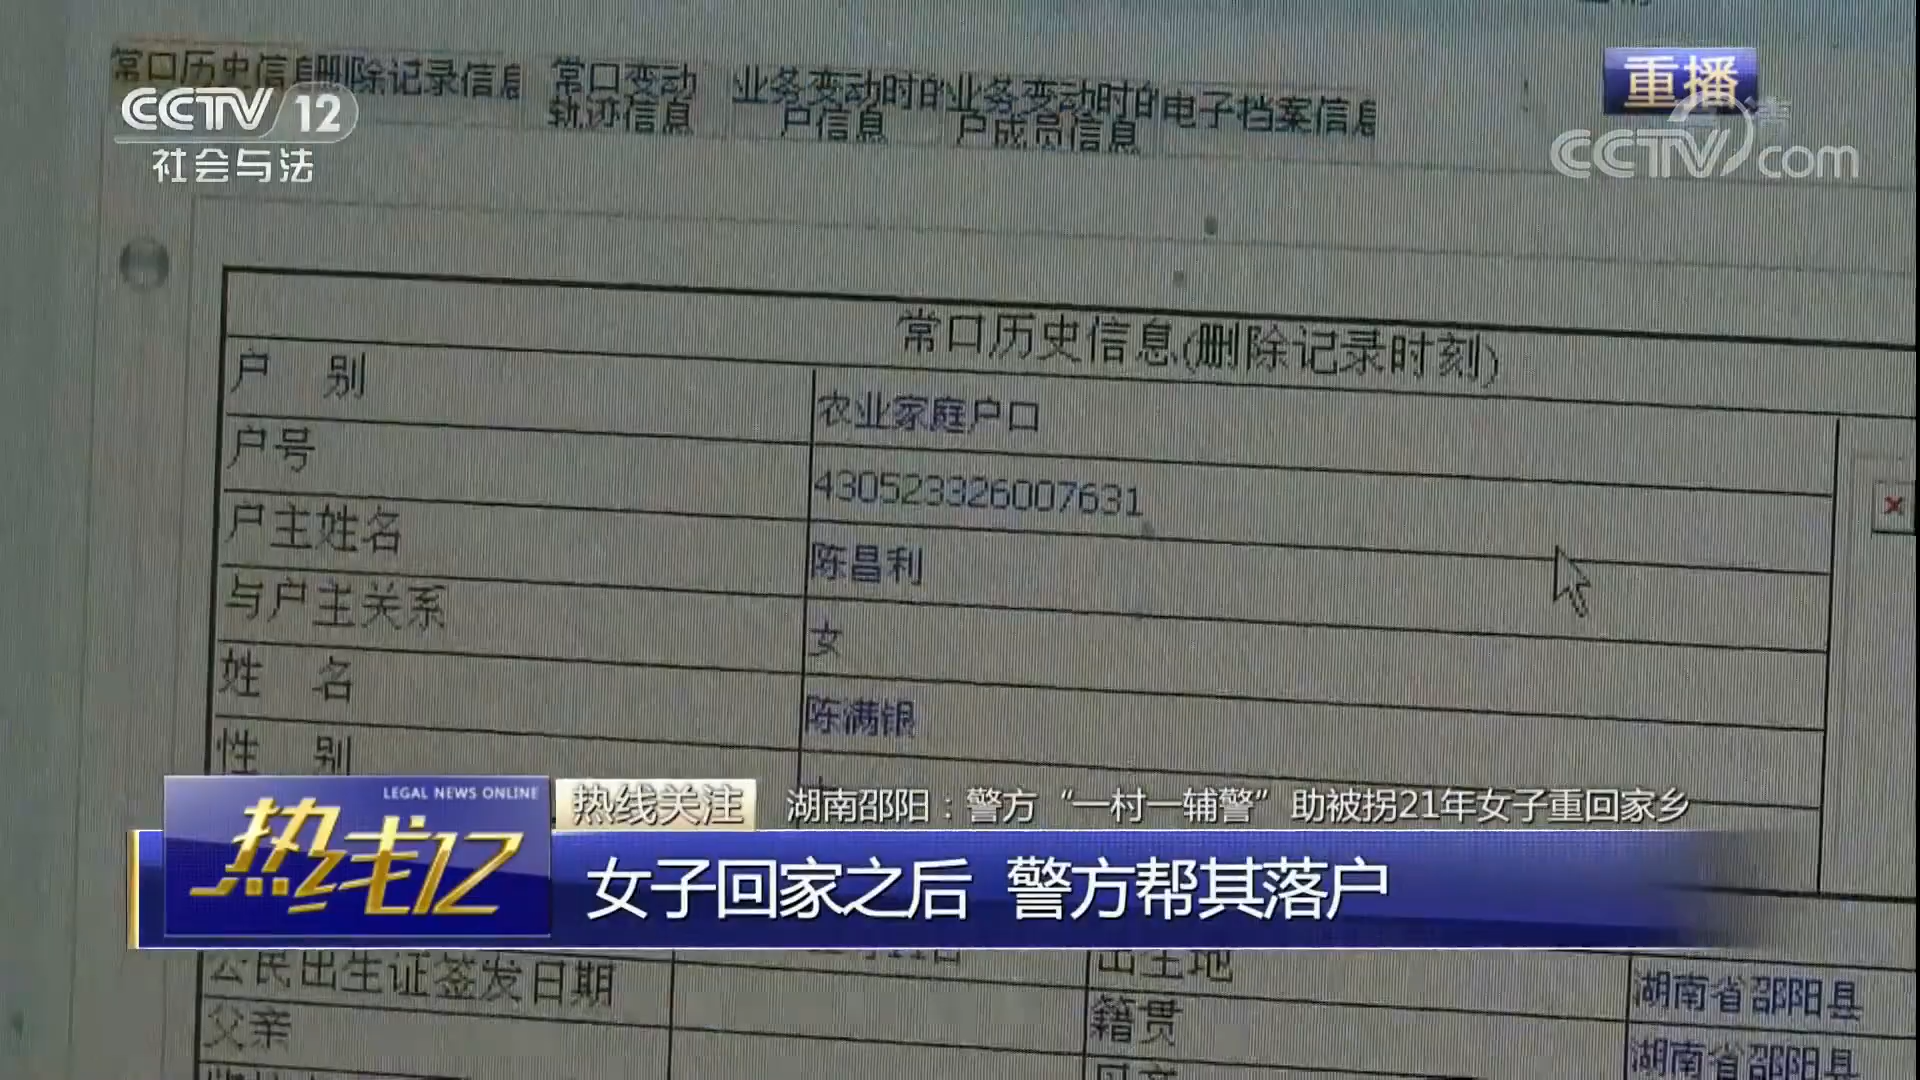 常口历史信息
删除记录信息
常口变动
轨迹信息
业务变动时的
户信息
业务变动时的
户成员信息
电子档案信息
重播
CCTV 12
社会与法
CCTV com
常口历史信息(删除记录时刻)
户 别
农业家庭户口
户号
430523326007631
户主姓名
陈昌利
与户主关系
女
姓 名
陈满银
性 别
LEGAL NEWS ONLINE
热线12
热线关注
湖南邵阳：警方“一村一辅警”助被拐21年女子重回家乡
女子回家之后 警方帮其落户
公民出生证签发日期
出生地
湖南省邵阳县
父亲
籍贯
湖南省邵阳县